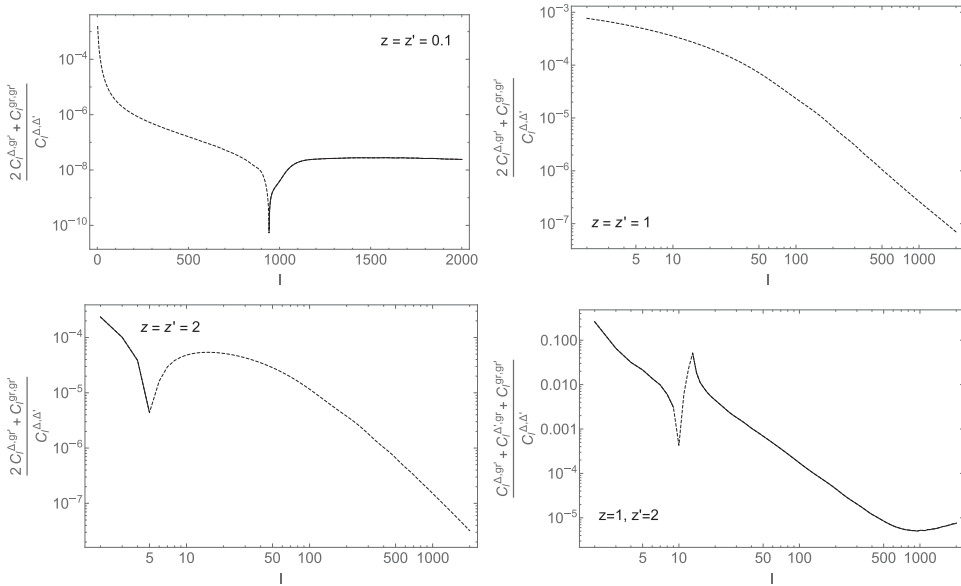 2 C_l^{Δ,gr'} + C_l^{gr,gr'}
C_l^{Δ,Δ'}
10^{-4}
10^{-6}
10^{-8}
10^{-10}
z = z' = 0.1
0 500 1000 1500 2000
l
2 C_l^{Δ,gr'} + C_l^{gr,gr'}
C_l^{Δ,Δ'}
10^{-3}
10^{-4}
10^{-5}
10^{-6}
10^{-7}
z = z' = 1
5 10 50 100 500 1000
l
2 C_l^{Δ,gr'} + C_l^{gr,gr'}
C_l^{Δ,Δ'}
10^{-4}
10^{-5}
10^{-6}
10^{-7}
z = z' = 2
5 10 50 100 500 1000
l
C_l^{Δ,gr'} + C_l^{Δ',gr} + C_l^{gr,gr'}
C_l^{Δ,Δ'}
0.100
0.010
0.001
10^{-4}
10^{-5}
z=1, z'=2
5 10 50 100 500 1000
l